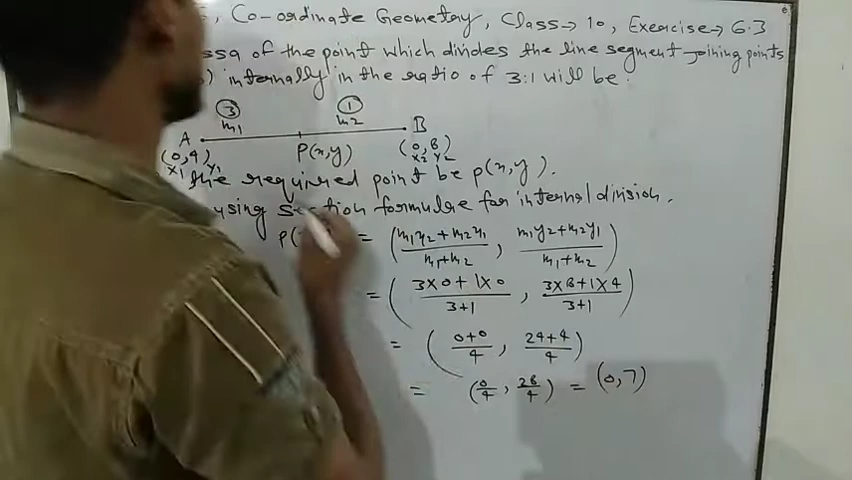 Co-ordinate Geometry, Class→10, Exercise→6.3
of the point which divides the line segment joining points
internally in the ratio of 3:1 will be.
3 1
m1 m2
A B
P(x,y)
(0,4) (0,8)
x1 y1 x2 y2
the required point be p(x,y).
using section formulae for internal division.
P( = (m1x2+m2x1/m1+m2, m1y2+m2y1/m1+m2)
= (3×0+1×0/3+1, 3×8+1×4/3+1)
= (0+0/4, 24+4/4)
= (0/4, 28/4) = (0,7)